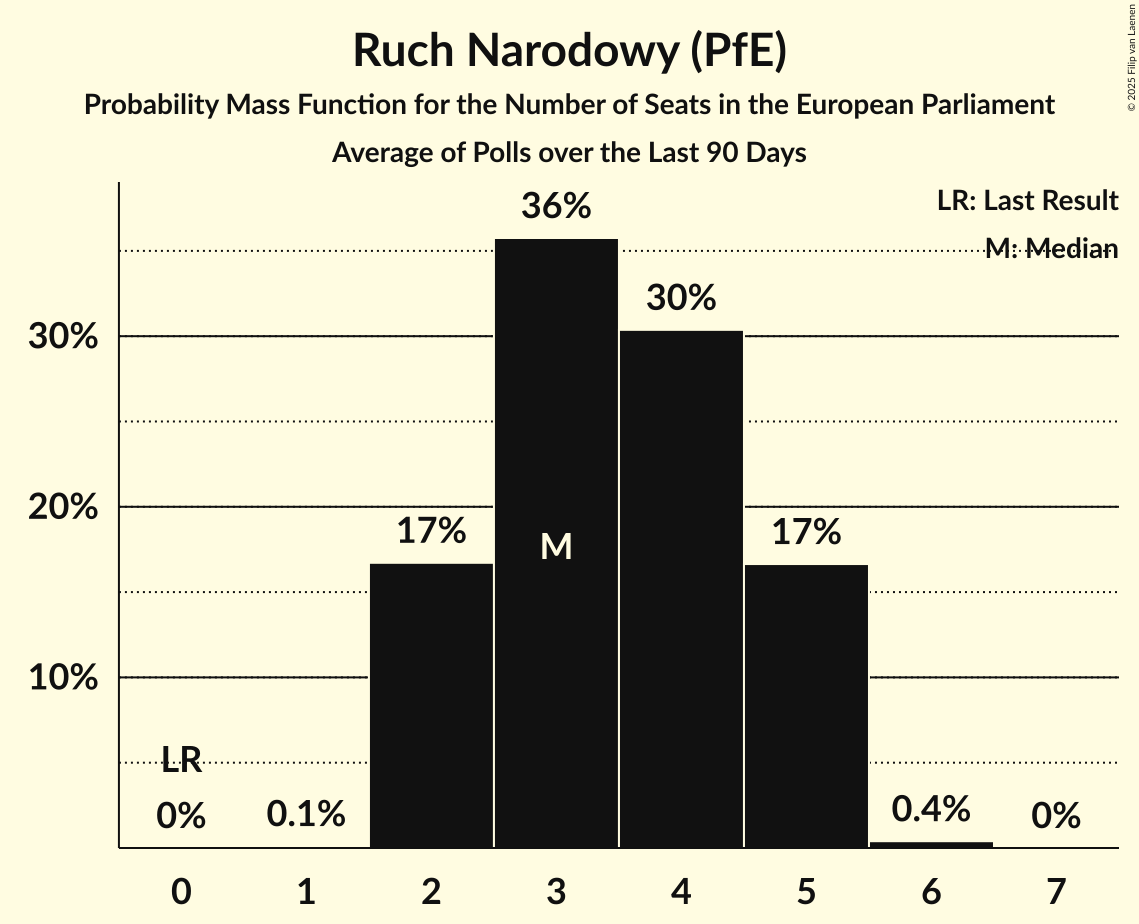 Ruch Narodowy (PfE)
Probability Mass Function for the Number of Seats in the European Parliament
Average of Polls over the Last 90 Days
© 2025 Filip van Laenen
LR: Last Result
M: Median
36%
30%
30%
20%
17%
17%
M
10%
LR
0%
0.1%
0.4%
0%
0 1 2 3 4 5 6 7